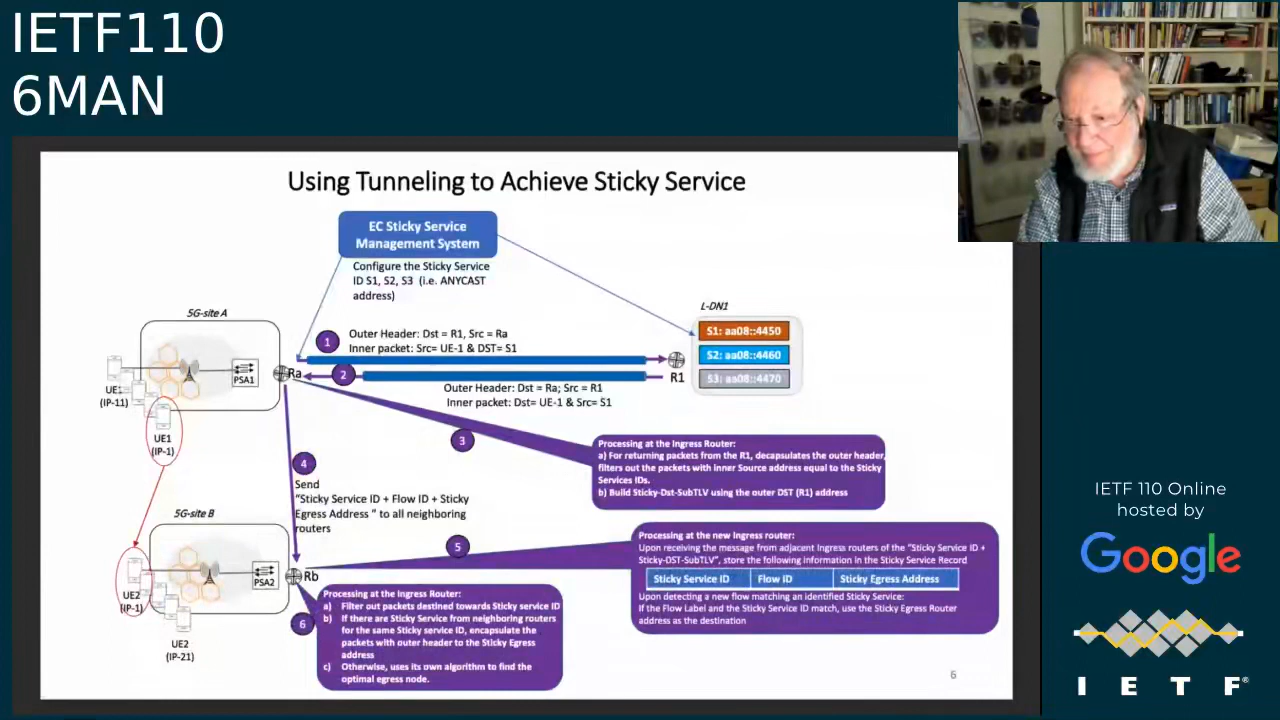 IETF110
6MAN
Using Tunneling to Achieve Sticky Service
EC Sticky Service
Management System
Configure the Sticky Service
ID S1, S2, S3 (i.e. ANYCAST
address)
L-DN1
5G-site A
1
Outer Header: Dst = R1, Src = Ra
Inner packet: Src= UE-1 & DST= S1
S1: aa08::4450
S2: aa08::4460
S3: aa08::4470
PSA1
Ra
2
R1
Outer Header: Dst = Ra; Src = R1
Inner packet: Dst= UE-1 & Src= S1
(IP-11)
UE1
(IP-1)
3
Processing at the Ingress Router:
a) For returning packets from the R1, decapsulates the outer header,
filters out the packets with inner Source address equal to the Sticky
Services IDs.
b) Build Sticky-Dst-SubTLV using the outer DST (R1) address
4
Send
"Sticky Service ID + Flow ID + Sticky
Egress Address " to all neighboring
routers
5G-site B
5
Processing at the new Ingress router:
Upon receiving the message from adjacent Ingress routers of the "Sticky Service ID +
Sticky-DST-SubTLV", store the following information in the Sticky Service Record
Sticky Service ID Flow ID Sticky Egress Address
Upon detecting a new flow matching an identified Sticky Service:
If the Flow Label and the Sticky Service ID match, use the Sticky Egress Router
address as the destination
PSA2
Rb
UE2
(IP-1)
UE2
(IP-21)
6
Processing at the Ingress Router:
a) Filter out packets destined towards Sticky service ID
b) If there are Sticky Service from neighboring routers
for the same Sticky service ID, encapsulate the
packets with outer header to the Sticky Egress
address
c) Otherwise, uses its own algorithm to find the
optimal egress node.
6
IETF 110 Online
hosted by
Google
I E T F®